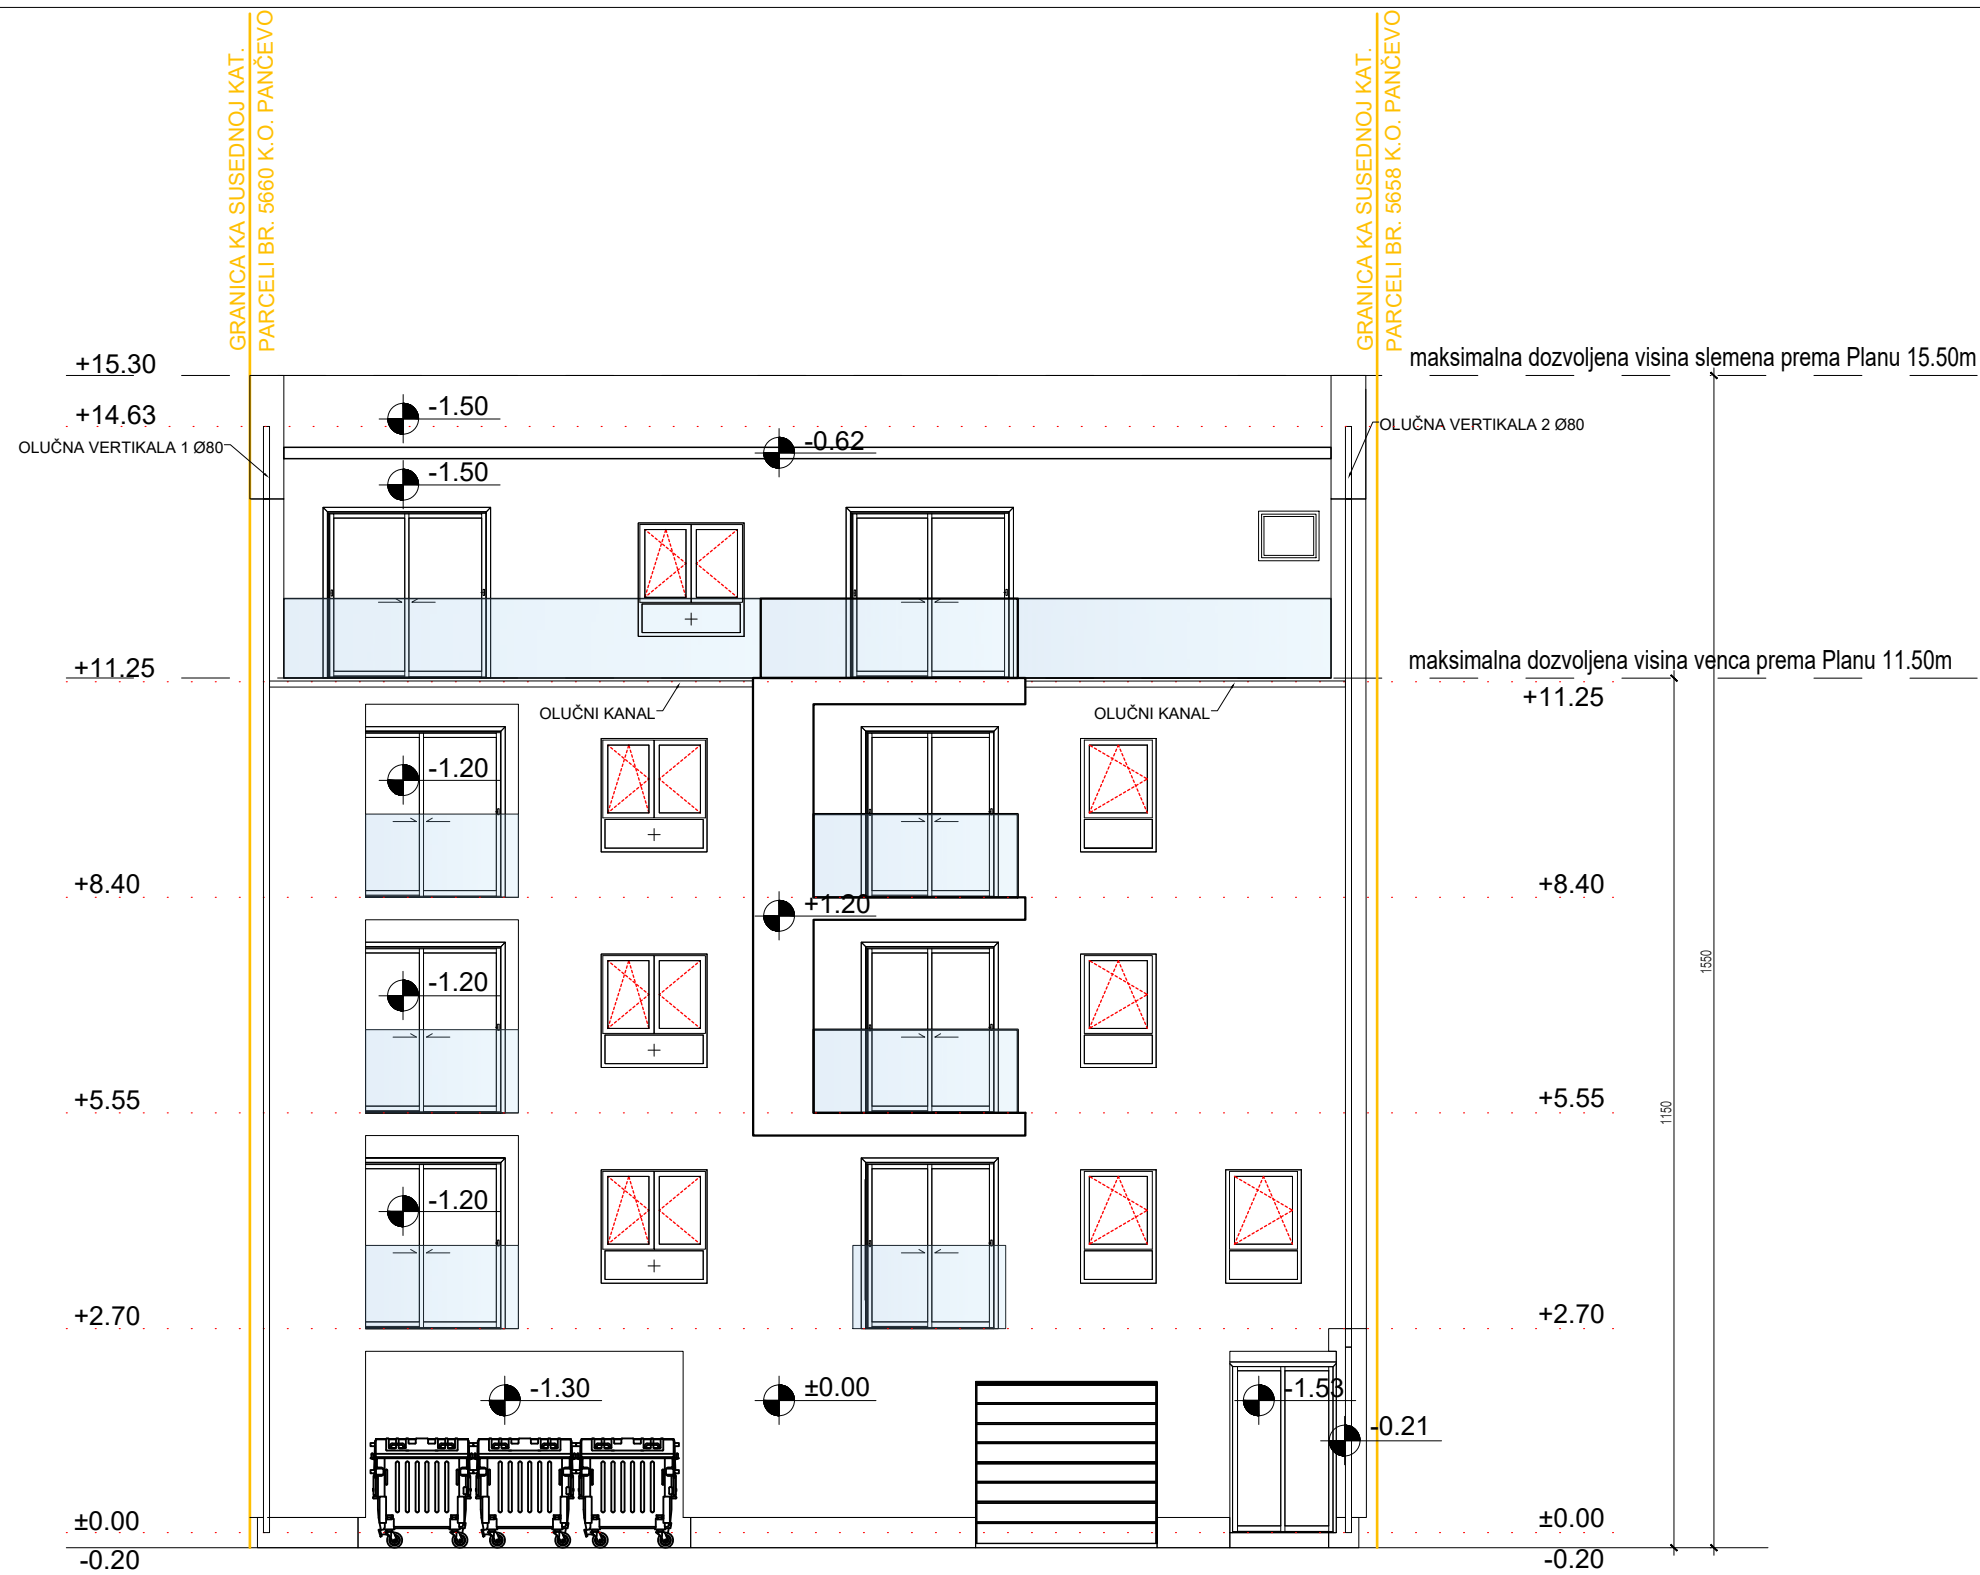 GRANICA KA SUSEDNOJ KAT.
PARCELI BR. 5660 K.O. PANČEVO
GRANICA KA SUSEDNOJ KAT.
PARCELI BR. 5658 K.O. PANČEVO
+15.30
maksimalna dozvoljena visina slemena prema Planu 15.50m
-1.50
+14.63
OLUČNA VERTIKALA 2 Ø80
OLUČNA VERTIKALA 1 Ø80
-0.62
-1.50
+11.25
maksimalna dozvoljena visina venca prema Planu 11.50m
+11.25
OLUČNI KANAL
OLUČNI KANAL
-1.20
+8.40
+8.40
+1.20
1550
-1.20
+5.55
+5.55
1150
-1.20
+2.70
+2.70
-1.30
±0.00
-1.53
-0.21
±0.00
±0.00
-0.20
-0.20